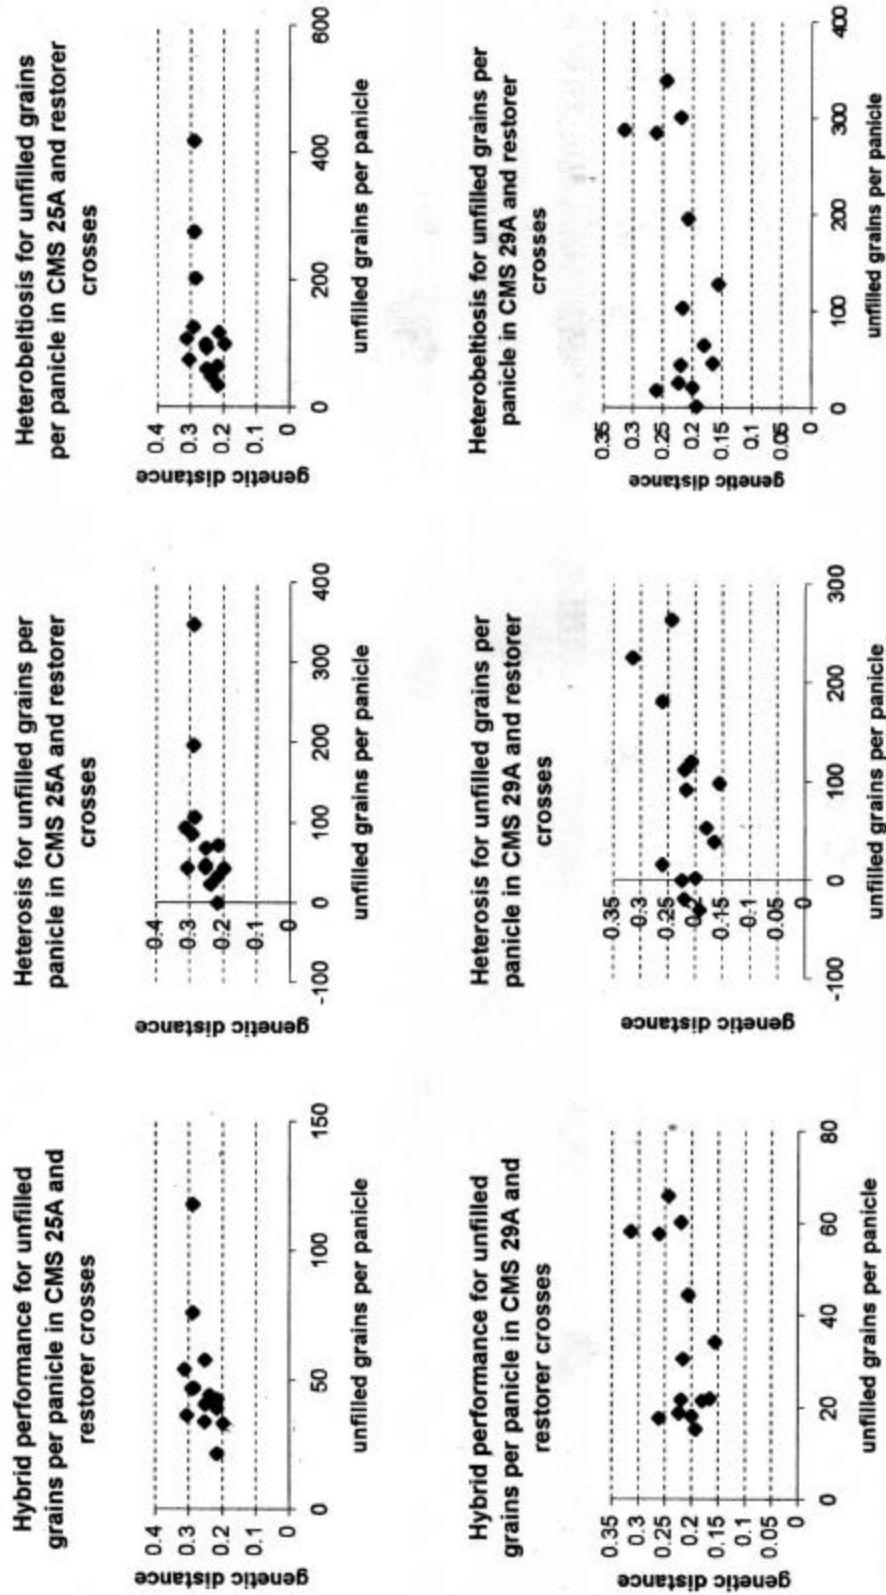 Hybrid performance for unfilled
grains per panicle in CMS 25A and
restorer crosses
genetic distance
0.4
0.3
0.2
0.1
0
0
50
100
150
unfilled grains per panicle
Heterosis for unfilled grains per
panicle in CMS 25A and restorer
crosses
genetic distance
0.4
0.3
0.2
0.1
0
-100
0
100
200
300
400
unfilled grains per panicle
Heterobeltiosis for unfilled grains
per panicle in CMS 25A and restorer
crosses
genetic distance
0.4
0.3
0.2
0.1
0
0
200
400
600
unfilled grains per panicle
Hybrid performance for unfilled
grains per panicle in CMS 29A and
restorer crosses
genetic distance
0.35
0.3
0.25
0.2
0.15
0.1
0.05
0
0
20
40
60
80
unfilled grains per panicle
Heterosis for unfilled grains per
panicle in CMS 29A and restorer
crosses
genetic distance
0.35
0.3
0.25
0.2
0.15
0.1
0.05
0
-100
0
100
200
300
unfilled grains per panicle
Heterobeltiosis for unfilled grains per
panicle in CMS 29A and restorer
crosses
genetic distance
0.35
0.3
0.25
0.2
0.15
0.1
0.05
0
0
100
200
300
400
unfilled grains per panicle